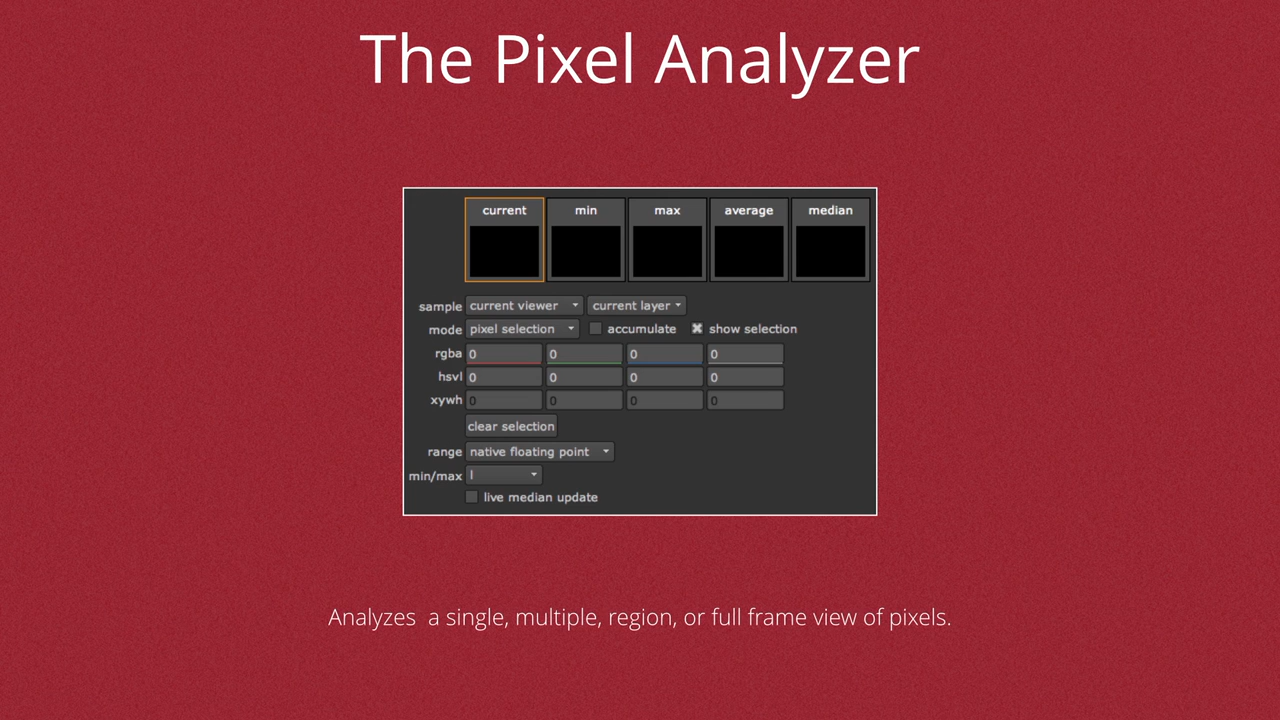 The Pixel Analyzer
current min max average median
sample current viewer current layer
mode pixel selection accumulate show selection
rgba 0 0 0 0
hsvl 0 0 0 0
xywh 0 0 0 0
clear selection
range native floating point
min/max l
live median update
Analyzes  a single, multiple, region, or full frame view of pixels.